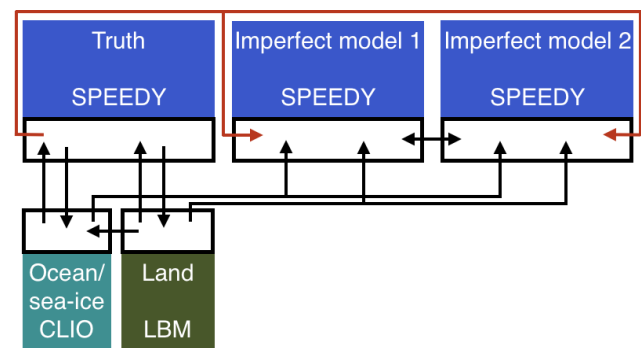 Truth
SPEEDY
Imperfect model 1
SPEEDY
Imperfect model 2
SPEEDY
Ocean/
sea-ice
CLIO
Land
LBM